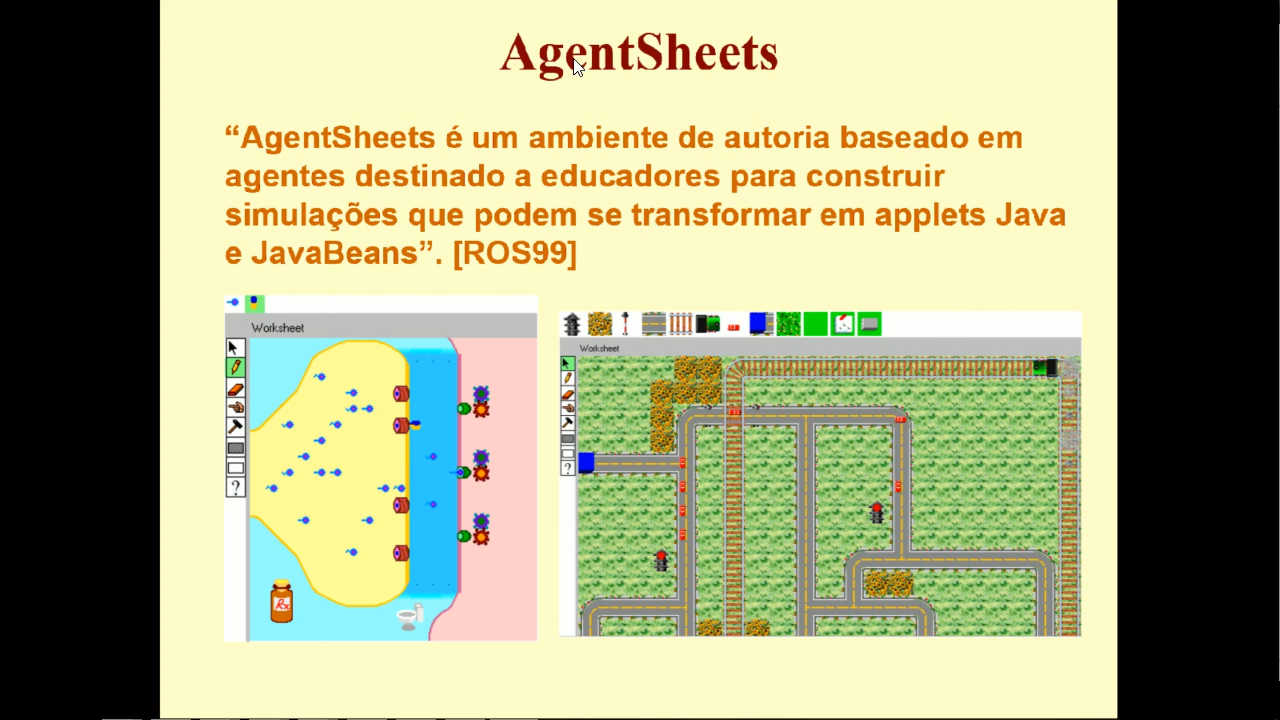 AgentSheets
“AgentSheets é um ambiente de autoria baseado em
agentes destinado a educadores para construir
simulações que podem se transformar em applets Java
e JavaBeans”. [ROS99]
Worksheet
?
Rx
Worksheet
?